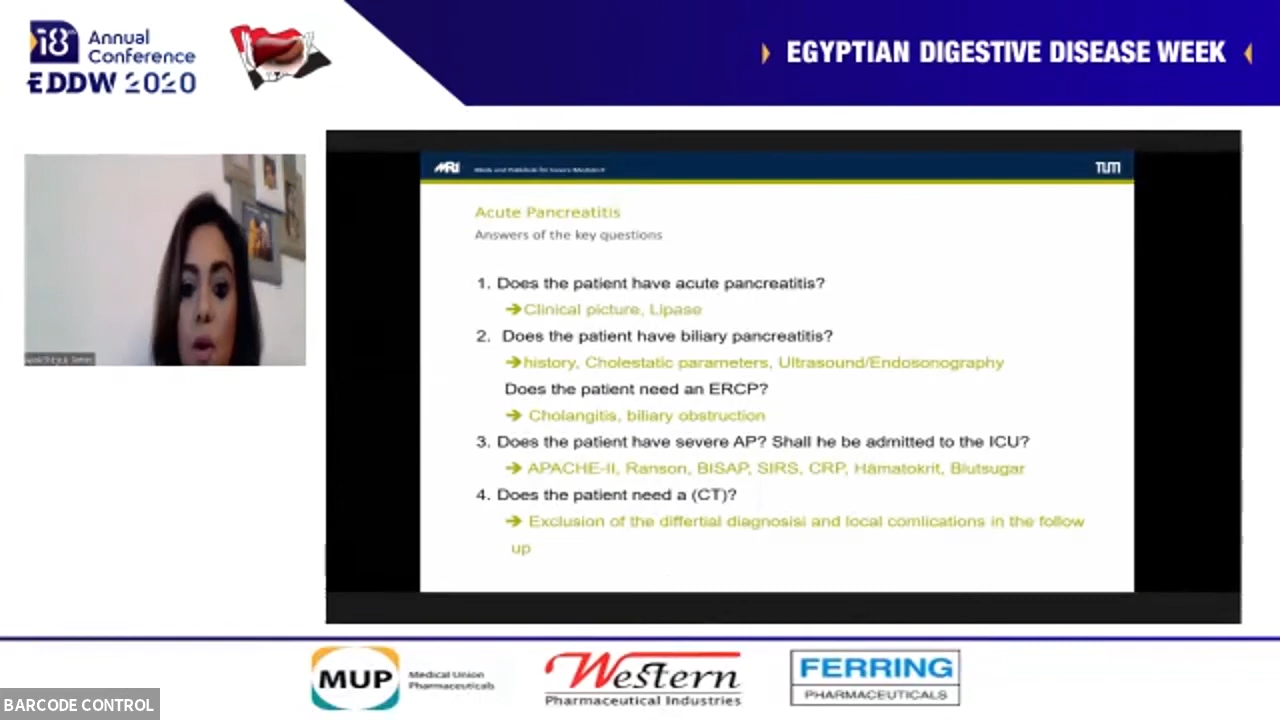 18th Annual
Conference
EDDW 2020
EGYPTIAN DIGESTIVE DISEASE WEEK
MRI
TUM
Acute Pancreatitis
Answers of the key questions
1. Does the patient have acute pancreatitis?
➔Clinical picture, Lipase
2. Does the patient have biliary pancreatitis?
➔history, Cholestatic parameters, Ultrasound/Endosonography
Does the patient need an ERCP?
➔ Cholangitis, biliary obstruction
3. Does the patient have severe AP? Shall he be admitted to the ICU?
➔ APACHE-II, Ranson, BISAP, SIRS, CRP, Hämatokrit, Blutsugar
4. Does the patient need a (CT)?
➔ Exclusion of the differtial diagnosisi and local comlications in the follow
up
MUP Medical Union
Pharmaceuticals
Western
Pharmaceutical Industries
FERRING
PHARMACEUTICALS
BARCODE CONTROL